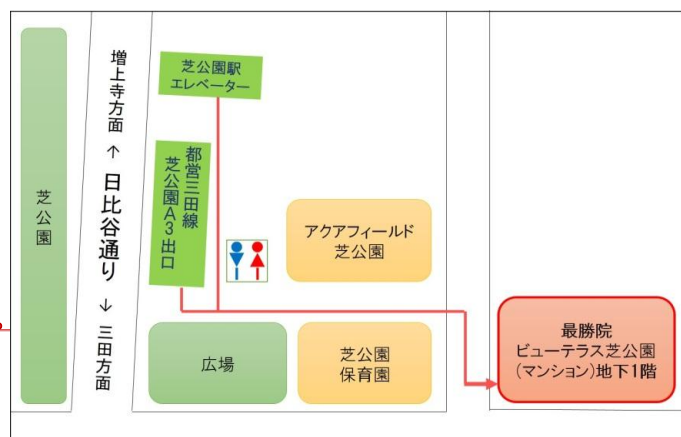 芝公園
増上寺方面
↑
日比谷通り
↓
三田方面
芝公園駅
エレベーター
都営三田線
芝公園A3出口
アクアフィールド
芝公園
広場
芝公園
保育園
最勝院
ビューテラス芝公園
(マンション)地下1階